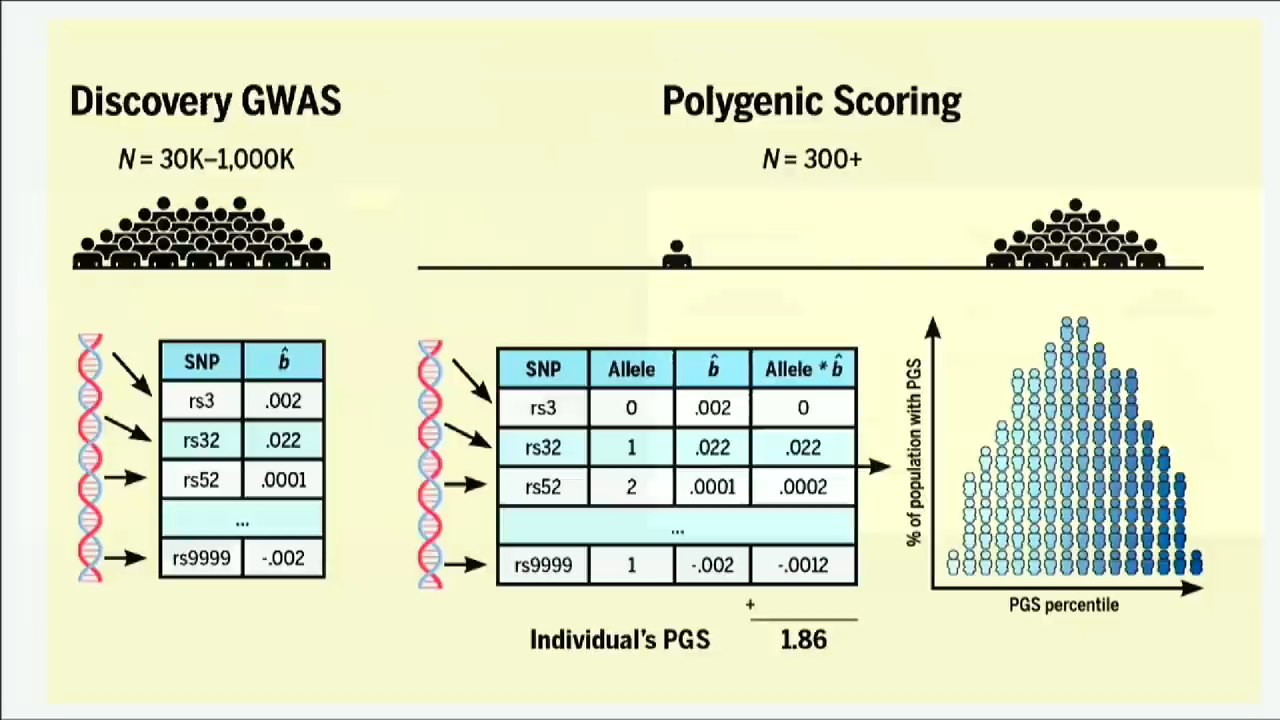 Discovery GWAS
N = 30K–1,000K
SNP b̂
rs3 .002
rs32 .022
rs52 .0001
...
rs9999 -.002
Polygenic Scoring
N = 300+
SNP Allele b̂ Allele * b̂
rs3 0 .002 0
rs32 1 .022 .022
rs52 2 .0001 .0002
...
rs9999 1 -.002 -.0012
+
Individual's PGS 1.86
% of population with PGS
PGS percentile